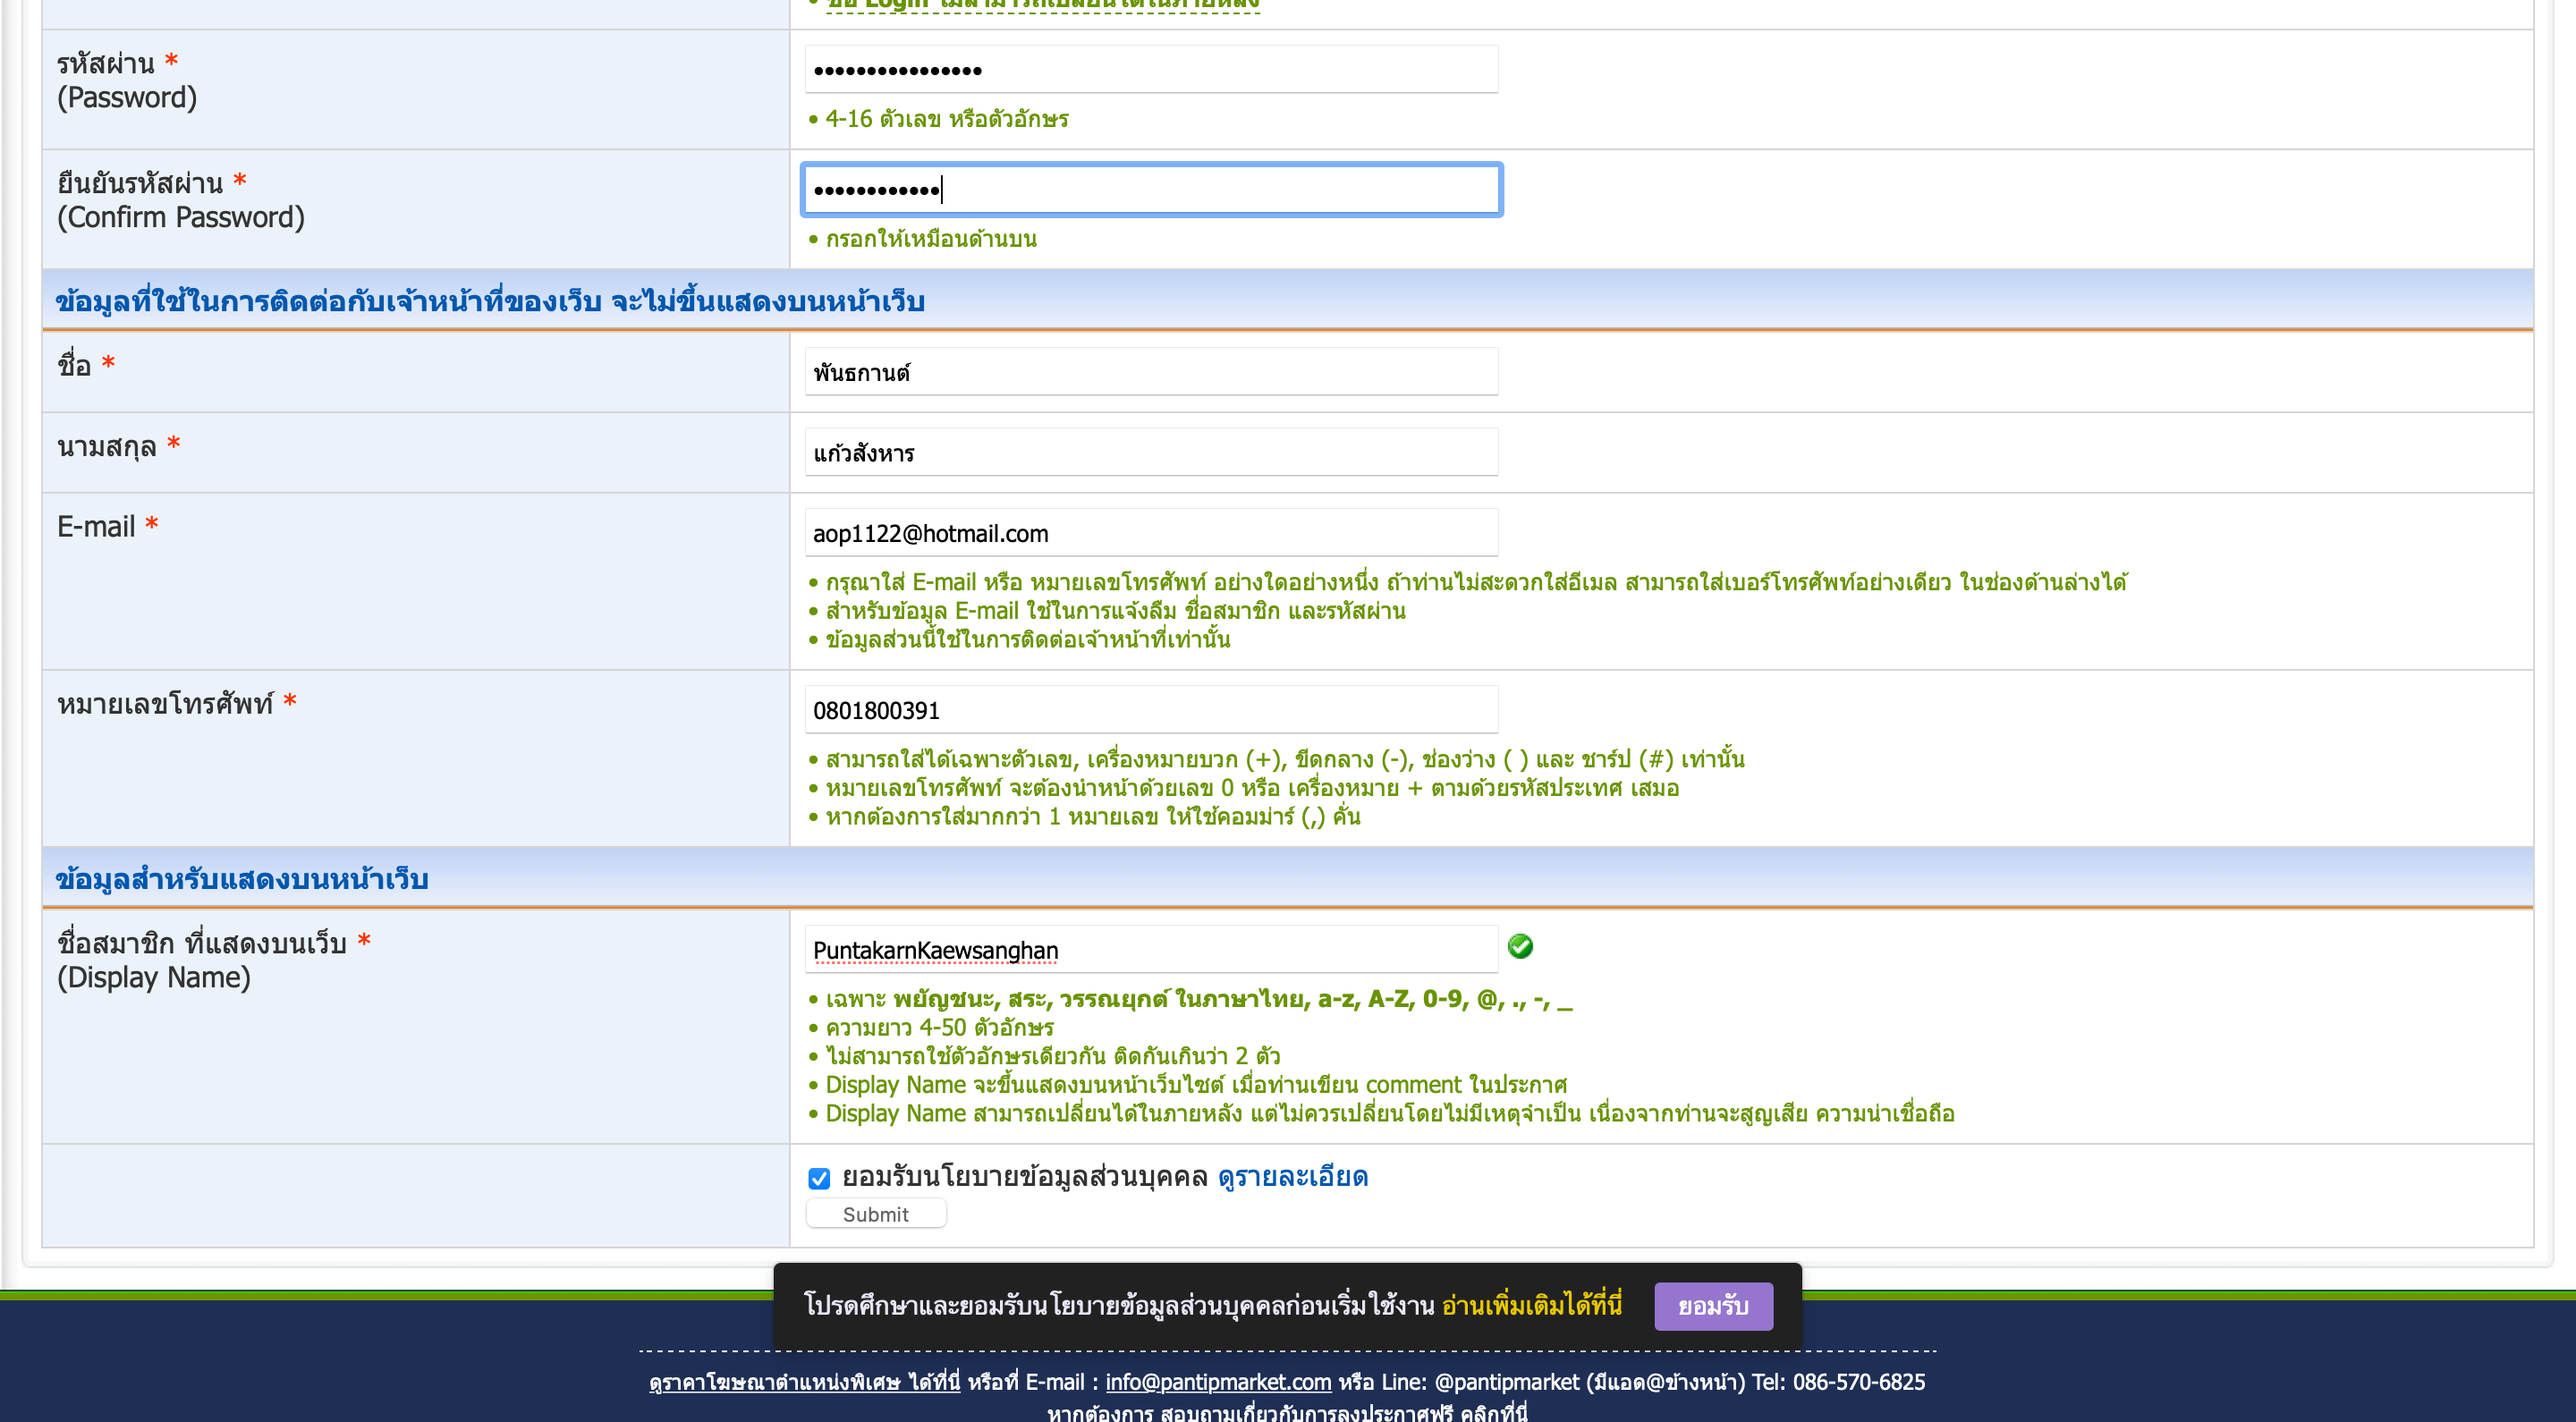 • ชื่อ Login ไม่สามารถเปลี่ยนได้ในภายหลัง
รหัสผ่าน *
(Password)
••••••••••••••••
• 4-16 ตัวเลข หรือตัวอักษร
ยืนยันรหัสผ่าน *
(Confirm Password)
••••••••••••
• กรอกให้เหมือนด้านบน
ข้อมูลที่ใช้ในการติดต่อกับเจ้าหน้าที่ของเว็บ จะไม่ขึ้นแสดงบนหน้าเว็บ
ชื่อ *
พันธกานต์
นามสกุล *
แก้วสังหาร
E-mail *
aop1122@hotmail.com
• กรุณาใส่ E-mail หรือ หมายเลขโทรศัพท์ อย่างใดอย่างหนึ่ง ถ้าท่านไม่สะดวกใส่อีเมล สามารถใส่เบอร์โทรศัพท์อย่างเดียว ในช่องด้านล่างได้
• สำหรับข้อมูล E-mail ใช้ในการแจ้งลืม ชื่อสมาชิก และรหัสผ่าน
• ข้อมูลส่วนนี้ใช้ในการติดต่อเจ้าหน้าที่เท่านั้น
หมายเลขโทรศัพท์ *
0801800391
• สามารถใส่ได้เฉพาะตัวเลข, เครื่องหมายบวก (+), ขีดกลาง (-), ช่องว่าง ( ) และ ชาร์ป (#) เท่านั้น
• หมายเลขโทรศัพท์ จะต้องนำหน้าด้วยเลข 0 หรือ เครื่องหมาย + ตามด้วยรหัสประเทศ เสมอ
• หากต้องการใส่มากกว่า 1 หมายเลข ให้ใช้คอมม่าร์ (,) คั่น
ข้อมูลสำหรับแสดงบนหน้าเว็บ
ชื่อสมาชิก ที่แสดงบนเว็บ *
(Display Name)
PuntakarnKaewsanghan
• เฉพาะ พยัญชนะ, สระ, วรรณยุกต์ ในภาษาไทย, a-z, A-Z, 0-9, @, ., -, _
• ความยาว 4-50 ตัวอักษร
• ไม่สามารถใช้ตัวอักษรเดียวกัน ติดกันเกินว่า 2 ตัว
• Display Name จะขึ้นแสดงบนหน้าเว็บไซต์ เมื่อท่านเขียน comment ในประกาศ
• Display Name สามารถเปลี่ยนได้ในภายหลัง แต่ไม่ควรเปลี่ยนโดยไม่มีเหตุจำเป็น เนื่องจากท่านจะสูญเสีย ความน่าเชื่อถือ
ยอมรับนโยบายข้อมูลส่วนบุคคล ดูรายละเอียด
Submit
โปรดศึกษาและยอมรับนโยบายข้อมูลส่วนบุคคลก่อนเริ่มใช้งาน อ่านเพิ่มเติมได้ที่นี่ ยอมรับ
ดูราคาโฆษณาตำแหน่งพิเศษ ได้ที่นี่ หรือที่ E-mail : info@pantipmarket.com หรือ Line: @pantipmarket (มีแอด@ข้างหน้า) Tel: 086-570-6825
หากต้องการ สอบถามเกี่ยวกับการลงประกาศฟรี คลิกที่นี่